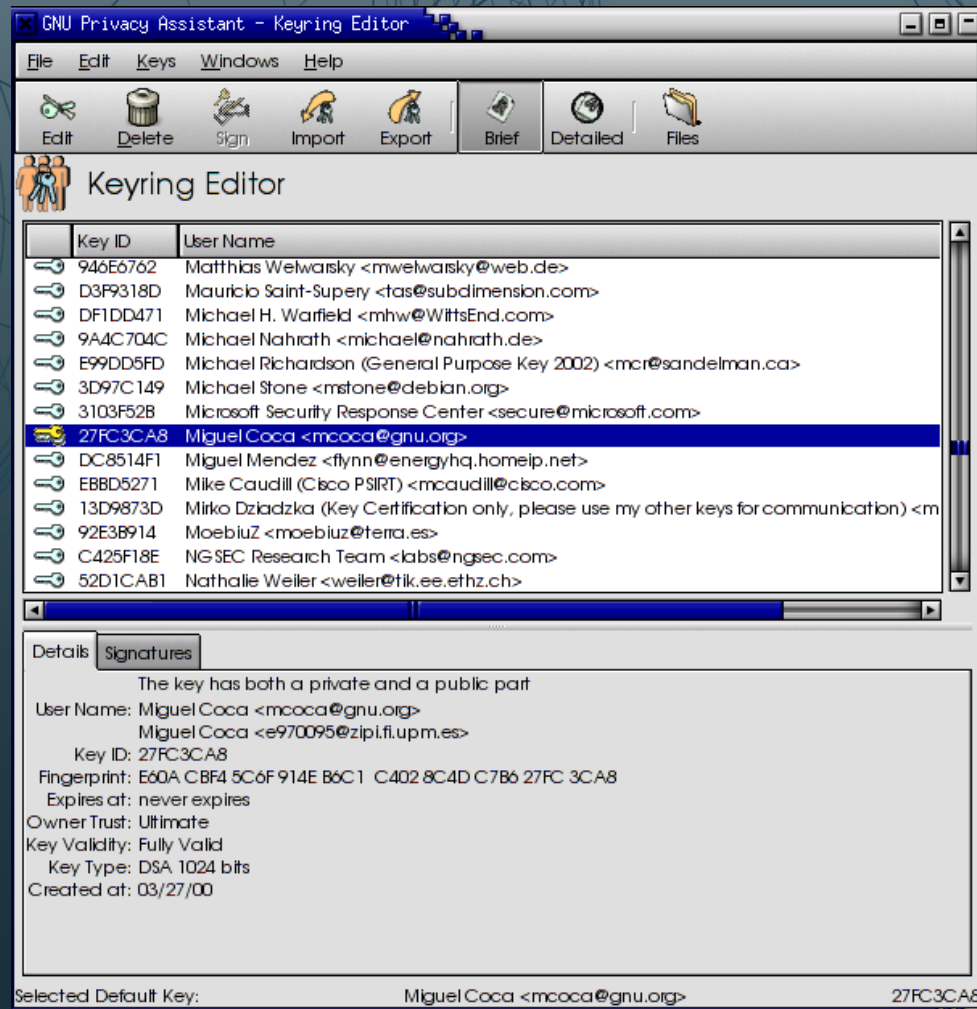 GNU Privacy Assistant - Keyring Editor
File Edit Keys Windows Help
Edit Delete Sign Import Export Brief Detailed Files
Keyring Editor
Key ID User Name
946E6762 Matthias Welwarsky <mwelwarsky@web.de>
D3F9318D Mauricio Saint-Supery <tas@subdimension.com>
DF1DD471 Michael H. Warfield <mhw@WittsEnd.com>
9A4C704C Michael Nahrath <michael@nahrath.de>
E99DD5FD Michael Richardson (General Purpose Key 2002) <mcr@sandelman.ca>
3D97C149 Michael Stone <mstone@debian.org>
3103F52B Microsoft Security Response Center <secure@microsoft.com>
27FC3CA8 Miguel Coca <mcoca@gnu.org>
DC8514F1 Miguel Mendez <flynn@energyhq.homeip.net>
EBBD5271 Mike Caudill (Cisco PSIRT) <mcaudill@cisco.com>
13D9873D Mirko Dziadzka (Key Certification only, please use my other keys for communication) <m
92E3B914 MoebiuZ <moebiuz@terra.es>
C425F18E NGSEC Research Team <labs@ngsec.com>
52D1CAB1 Nathalie Weiler <weiler@tik.ee.ethz.ch>
Details Signatures
The key has both a private and a public part
User Name: Miguel Coca <mcoca@gnu.org>
Miguel Coca <e970095@zipi.fi.upm.es>
Key ID: 27FC3CA8
Fingerprint: E60A CBF4 5C6F 914E B6C1 C402 8C4D C7B6 27FC 3CA8
Expires at: never expires
Owner Trust: Ultimate
Key Validity: Fully Valid
Key Type: DSA 1024 bits
Created at: 03/27/00
Selected Default Key: Miguel Coca <mcoca@gnu.org> 27FC3CA8